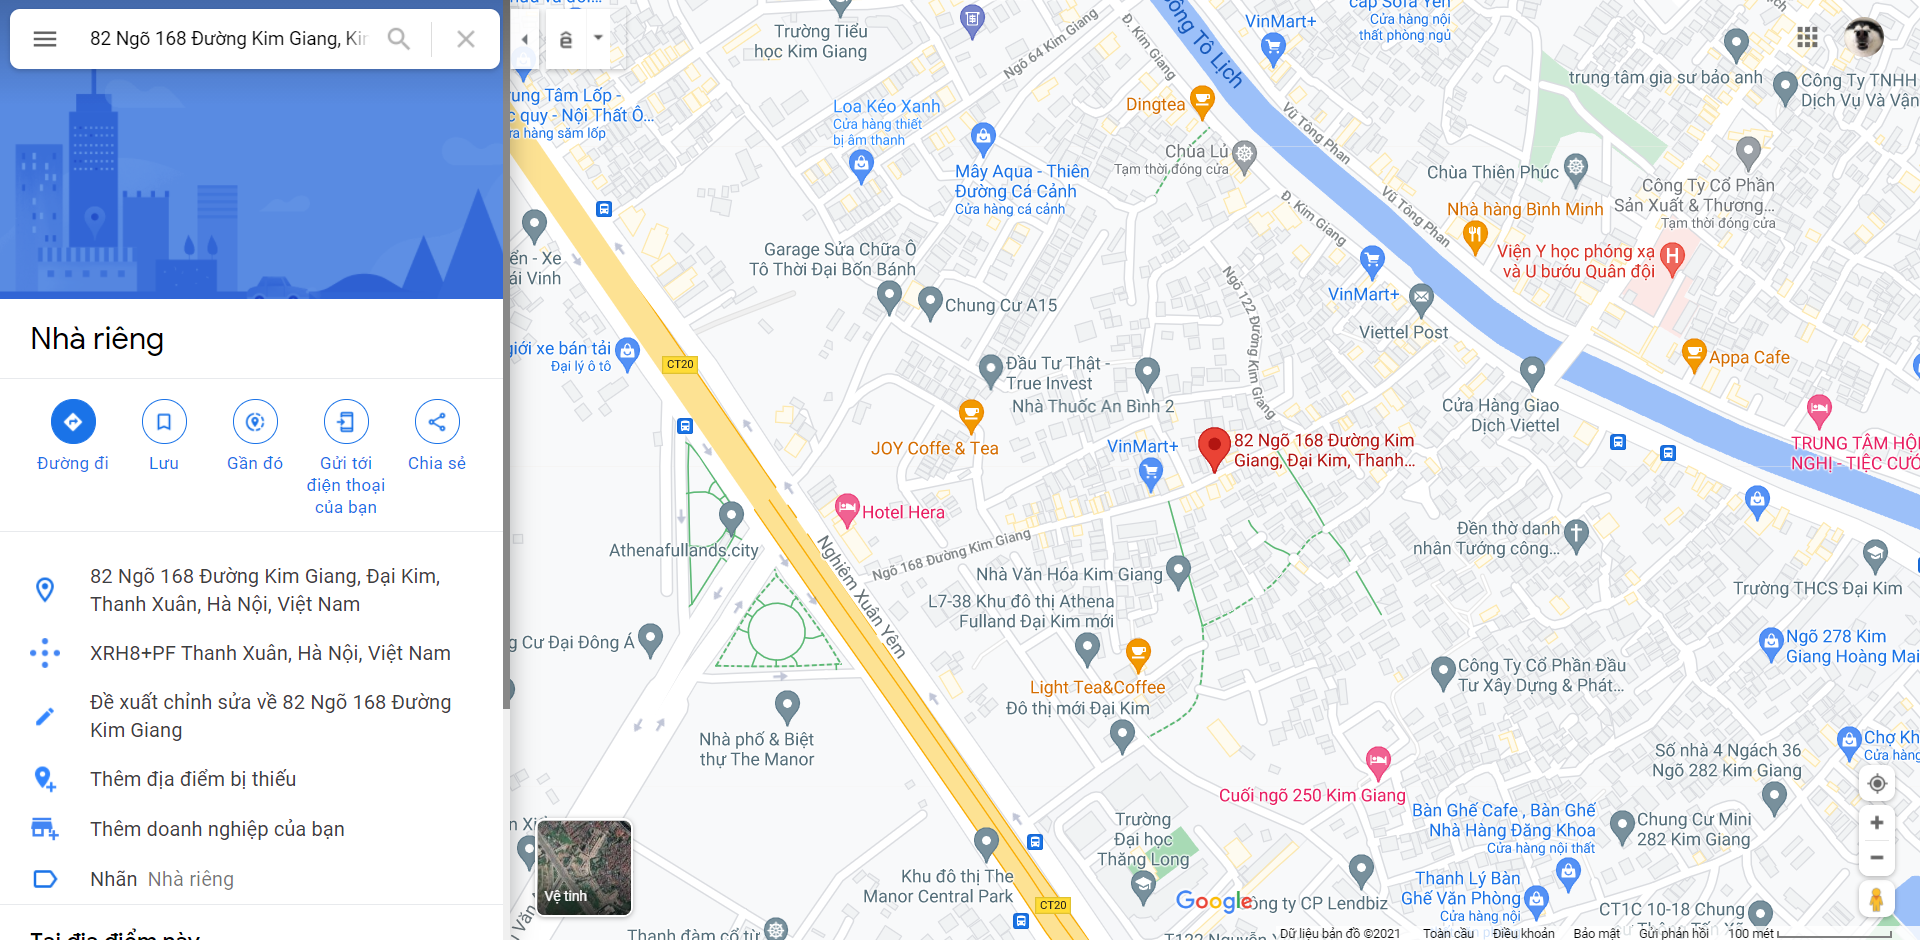 82 Ngõ 168 Đường Kim Giang, Kir
Nhà riêng
Đường đi
Lưu
Gần đó
Gửi tới
điện thoại
của bạn
Chia sẻ
82 Ngõ 168 Đường Kim Giang, Đại Kim,
Thanh Xuân, Hà Nội, Việt Nam
XRH8+PF Thanh Xuân, Hà Nội, Việt Nam
Đề xuất chỉnh sửa về 82 Ngõ 168 Đường
Kim Giang
Thêm địa điểm bị thiếu
Thêm doanh nghiệp của bạn
Nhãn Nhà riêng
Tại địa điểm này
ê
Trường Tiểu
học Kim Giang
Ngõ 64 Kim Giang
Đ. Kim Giang
ông Tô Lịch
VinMart+
cấp Sofa Yên
Cửa hàng nội
thất phòng ngủ
trung tâm gia sư bảo anh
Công Ty TNHH
Dịch Vụ Và Vận
rung Tâm Lốp -
c quy - Nội Thất Ô...
ửa hàng săm lốp
Loa Kéo Xanh
Cửa hàng thiết
bị âm thanh
Dingtea
Vũ Tông Phan
Mây Aqua - Thiên
Đường Cá Cảnh
Cửa hàng cá cảnh
Chùa Lủ
Tạm thời đóng cửa
Chùa Thiên Phúc
Công Ty Cổ Phần
Sản Xuất & Thương...
Tạm thời đóng cửa
Đ. Kim Giang
Vũ Tông Phan
Nhà hàng Bình Minh
Viện Y học phóng xạ
và U bướu Quân đội
ến - Xe
ái Vinh
Garage Sửa Chữa Ô
Tô Thời Đại Bốn Bánh
Chung Cư A15
Ngõ 122 Đường Kim Giang
VinMart+
Viettel Post
giới xe bán tải
Đại lý ô tô
CT20
Đầu Tư Thật -
True Invest
Nhà Thuốc An Bình 2
Appa Cafe
Cửa Hàng Giao
Dịch Viettel
JOY Coffe & Tea
VinMart+
82 Ngõ 168 Đường Kim
Giang, Đại Kim, Thanh...
TRUNG TÂM HỘI
NGHỊ - TIỆC CƯỚ
Hotel Hera
Athenafullands.city
Nghiêm Xuân Yêm
Ngõ 168 Đường Kim Giang
Đền thờ danh
nhân Tướng công...
Nhà Văn Hóa Kim Giang
Trường THCS Đại Kim
L7-38 Khu đô thị Athena
Fulland Đại Kim mới
g Cư Đại Đông Á
Ngõ 278 Kim
Giang Hoàng Mai
Công Ty Cổ Phần Đầu
Tư Xây Dựng & Phát...
Light Tea&Coffee
Đô thị mới Đại Kim
Nhà phố & Biệt
thự The Manor
Chợ Kh
Cửa hàng
Số nhà 4 Ngách 36
Ngõ 282 Kim Giang
Cuối ngõ 250 Kim Giang
Bàn Ghế Cafe , Bàn Ghế
Nhà Hàng Đăng Khoa
Cửa hàng nội thất
Chung Cư Mini
282 Kim Giang
Trường
Đại học
Thăng Long
Khu đô thị The
Manor Central Park
CT20
Vệ tinh
Thanh Lý Bàn
Ghế Văn Phòng
Cửa hàng nội
Google
ông ty CP Lendbiz
CT1C 10-18 Chung
Thanh đàm cổ từ
Dữ liệu bản đồ ©2021
Toàn cầu
Điều khoản
Bảo mật
Gửi phản hồi
100 mét